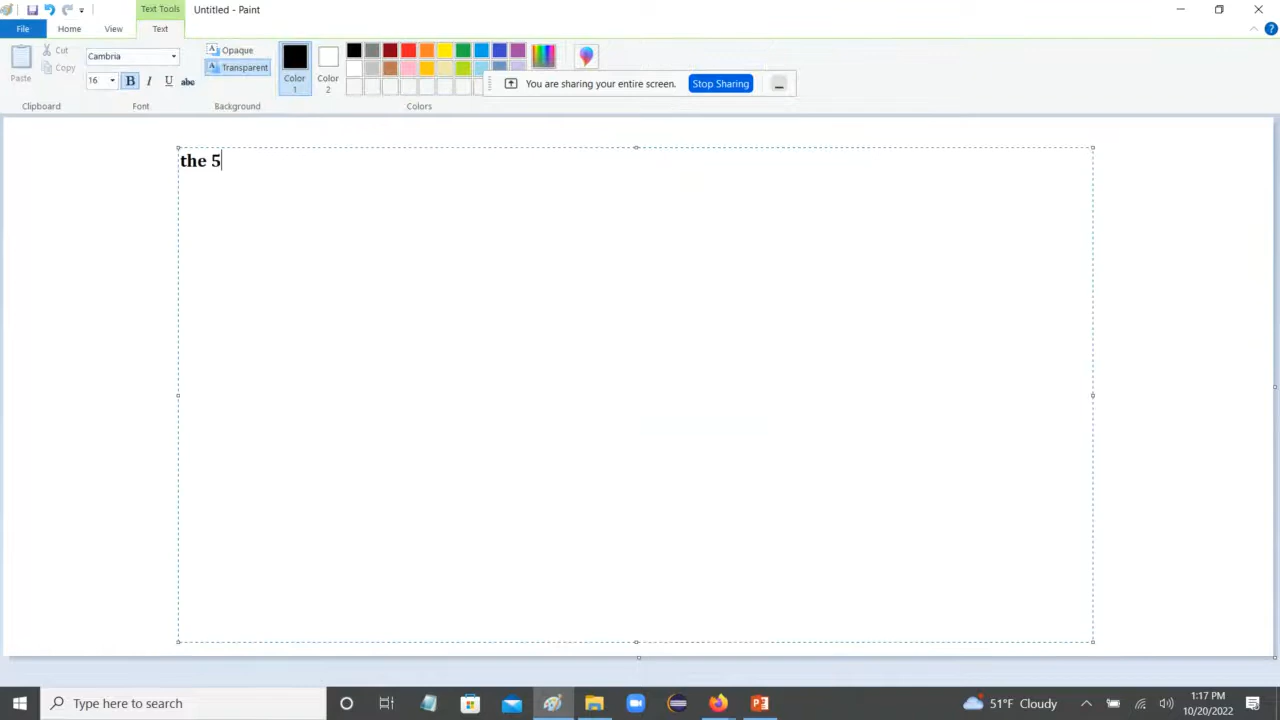 Text Tools
Untitled - Paint
File
Home
View
Text
Paste
Cut
Copy
Clipboard
Cambria
16
B I U abc
Font
Opaque
Transparent
Background
Color 1
Color 2
Colors
You are sharing your entire screen.
Stop Sharing
the 5
Type here to search
51°F Cloudy
1:17 PM
10/20/2022